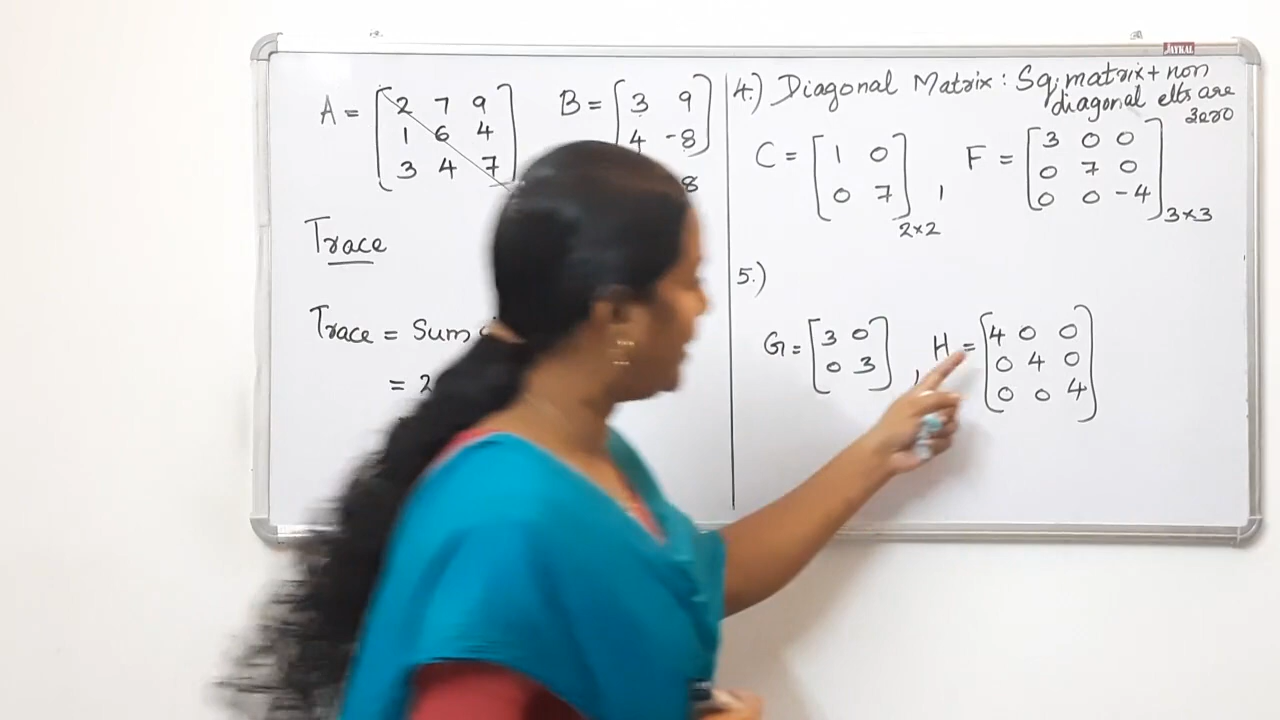 JAYKAL
A = [2 7 9
1 6 4
3 4 7]
B = [3 9
4 -8]
8
Trace
Trace = Sum
= 2
4.) Diagonal Matrix : Sq. matrix + non
diagonal elts are
zero
C = [1 0
0 7] 2×2 ,
F = [3 0 0
0 7 0
0 0 -4] 3×3
5.)
G = [3 0
0 3] ,
H = [4 0 0
0 4 0
0 0 4]